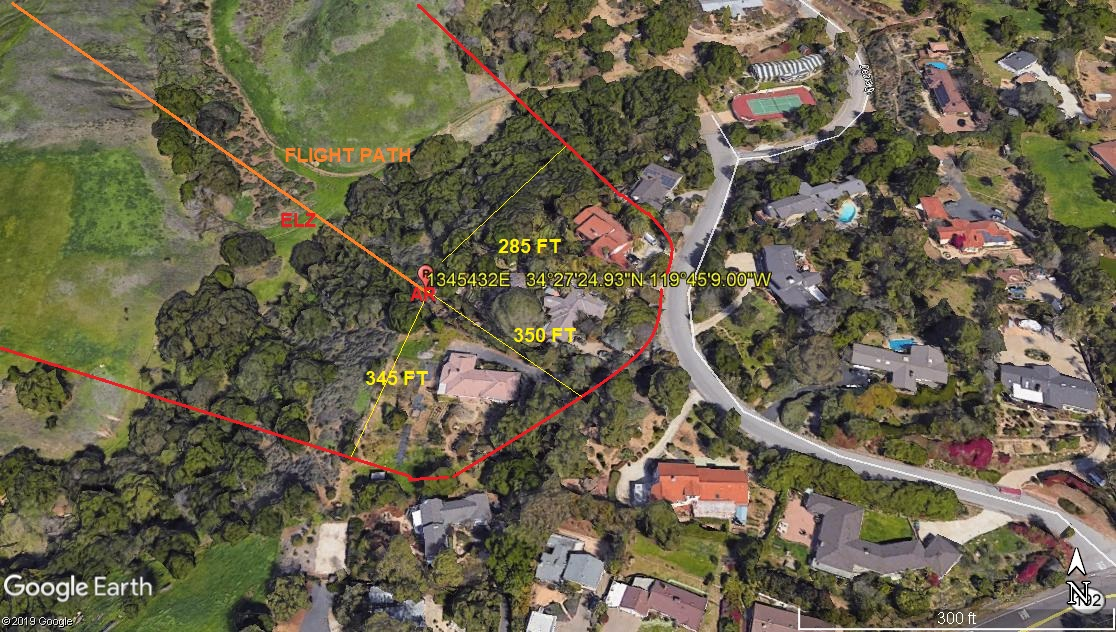 FLIGHT PATH
ELZ
285 FT
P
1345432E 34°27'24.93"N 119°45'9.00"W
AR
350 FT
345 FT
Google Earth
©2019 Google
300 ft
N